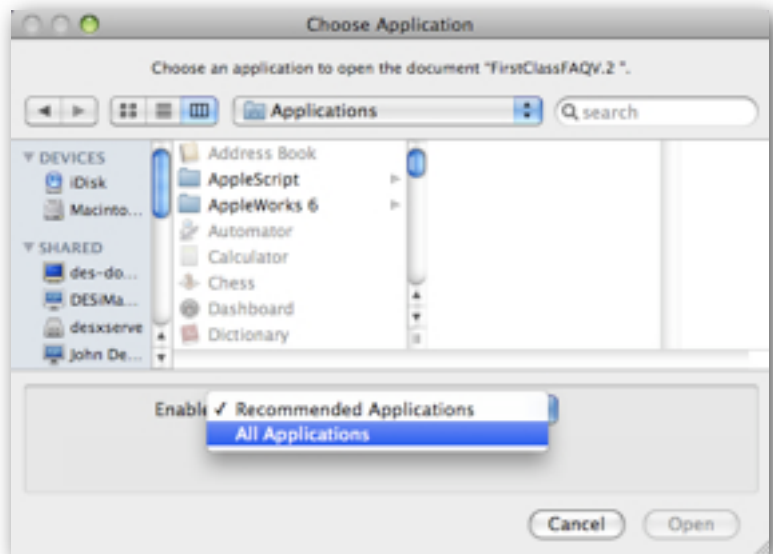 Choose Application
Choose an application to open the document "FirstClassFAQV.2 ".
Applications
search
DEVICES
iDisk
Macinto...
SHARED
des-do...
DESiMa...
desxserve
John De...
Address Book
AppleScript
AppleWorks 6
Automator
Calculator
Chess
Dashboard
Dictionary
Enable
✓ Recommended Applications
All Applications
Cancel
Open